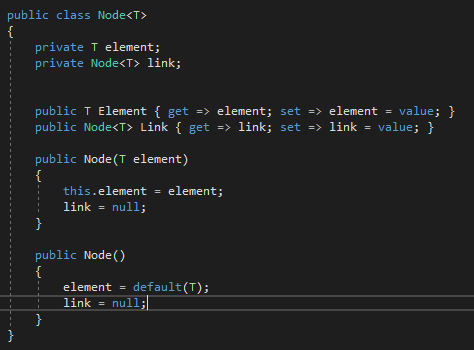 public class Node<T>
{
    private T element;
    private Node<T> link;
    public T Element { get => element; set => element = value; }
    public Node<T> Link { get => link; set => link = value; }
    public Node(T element)
    {
        this.element = element;
        link = null;
    }
    public Node()
    {
        element = default(T);
        link = null;
    }
}